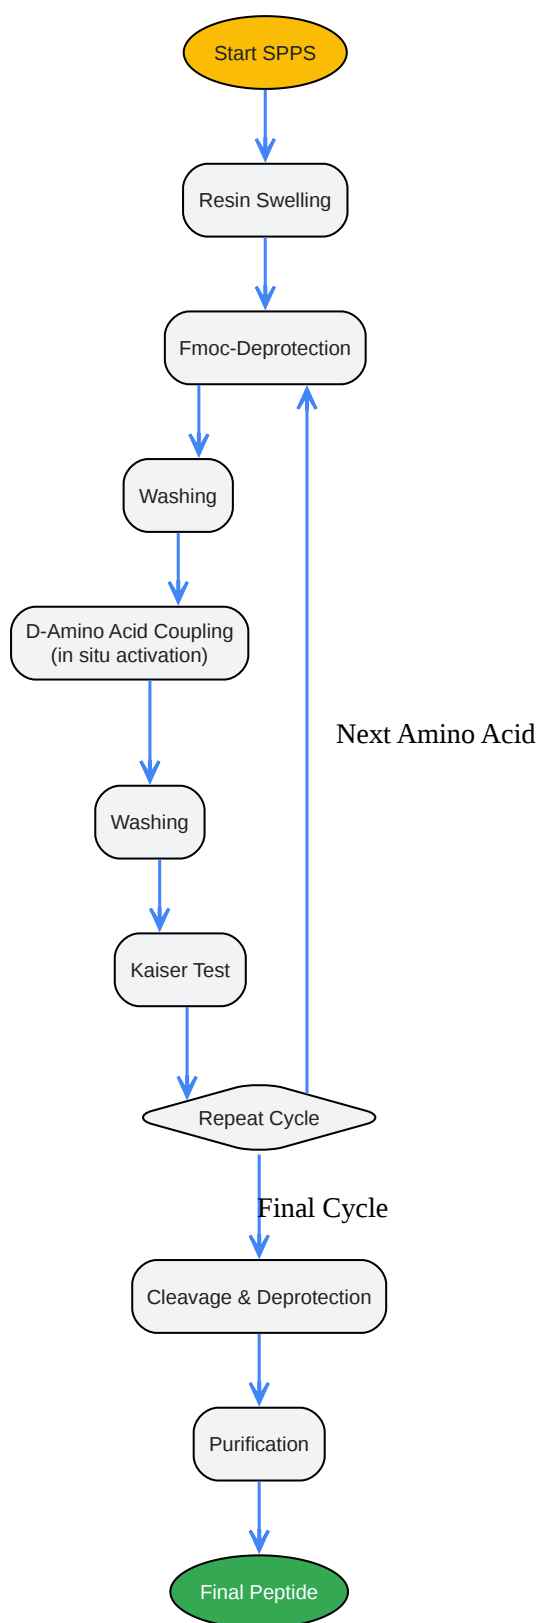 Start SPPS
Resin Swelling
Fmoc-Deprotection
Washing
D-Amino Acid Coupling
(in situ activation)
Next Amino Acid
Washing
Kaiser Test
Repeat Cycle
Final Cycle
Cleavage & Deprotection
Purification
Final Peptide